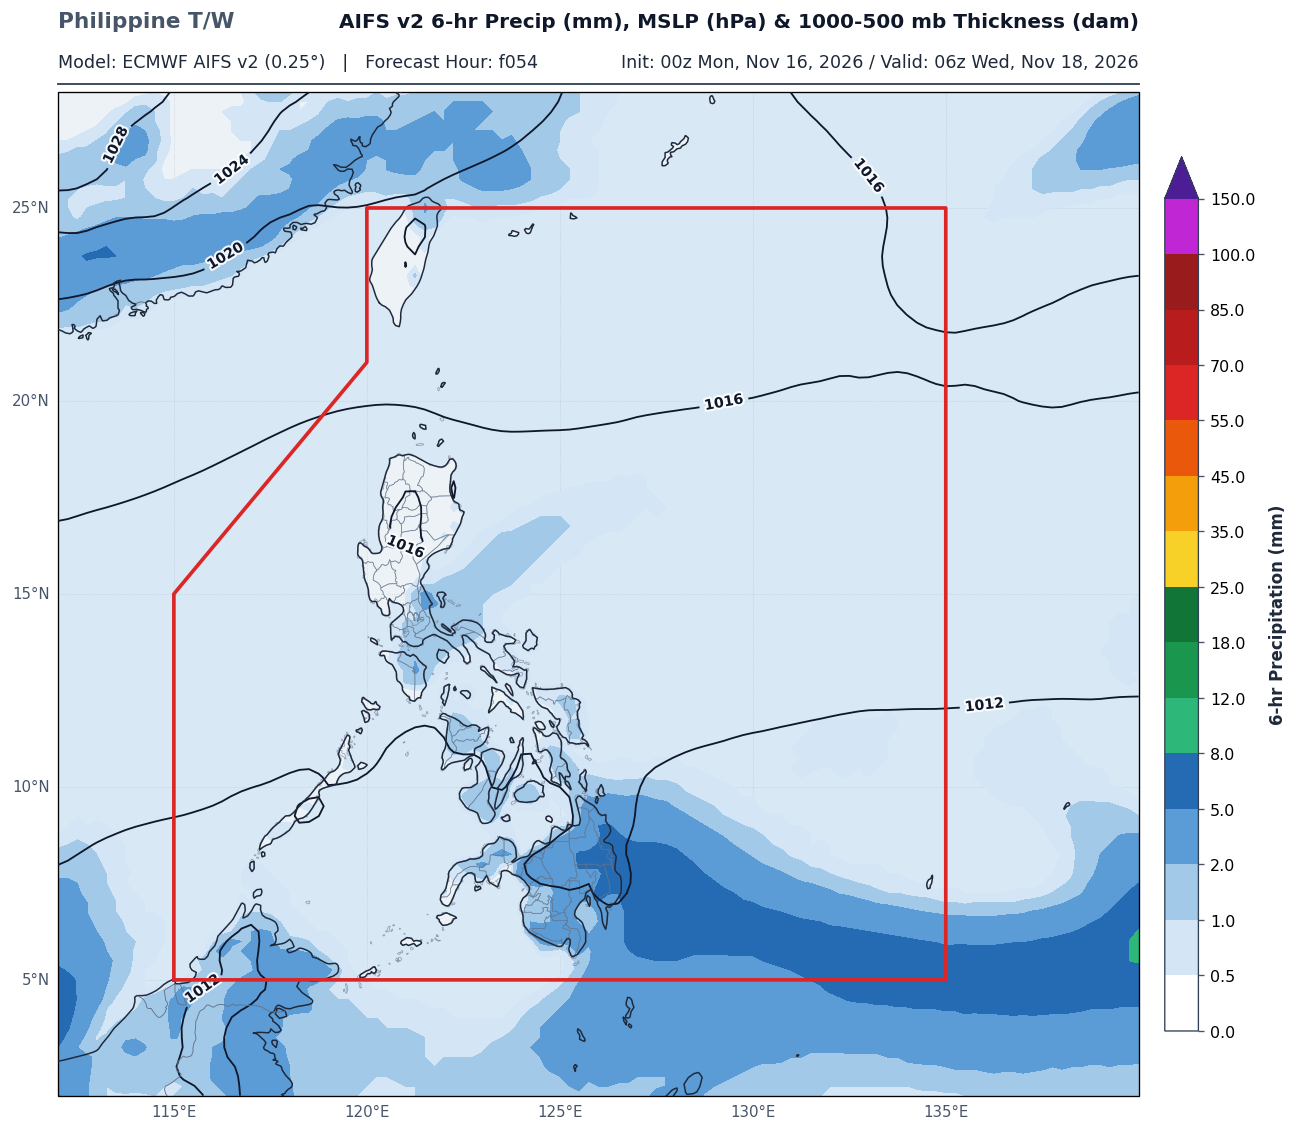 Philippine T/W
AIFS v2 6-hr Precip (mm), MSLP (hPa) & 1000-500 mb Thickness (dam)
Model: ECMWF AIFS v2 (0.25°) | Forecast Hour: f054
Init: 00z Mon, Nov 16, 2026 / Valid: 06z Wed, Nov 18, 2026
1028
1024
1020
1016
1016
1016
1012
1012
25°N
20°N
15°N
10°N
5°N
115°E
120°E
125°E
130°E
135°E
150.0
100.0
85.0
70.0
55.0
45.0
35.0
25.0
18.0
12.0
8.0
5.0
2.0
1.0
0.5
0.0
6-hr Precipitation (mm)